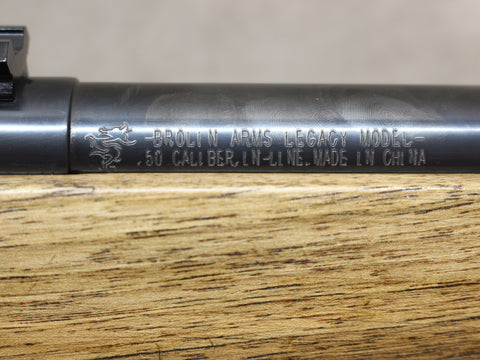 -BROLIN ARMS LEGACY MODEL-
.50 CALIBER.IN-LINE.MADE IN CHINA